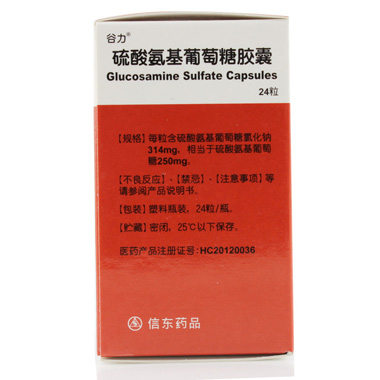 谷力®
硫酸氨基葡萄糖胶囊
Glucosamine Sulfate Capsules
24粒
【规格】每粒含硫酸氨基葡萄糖氯化钠
314mg，相当于硫酸氨基葡萄
糖250mg。
【不良反应】·【禁忌】·【注意事项】等
请参阅产品说明书。
【包装】塑料瓶装，24粒/瓶。
【贮藏】密闭，25℃以下保存。
医药产品注册证号：HC20120036
信东药品